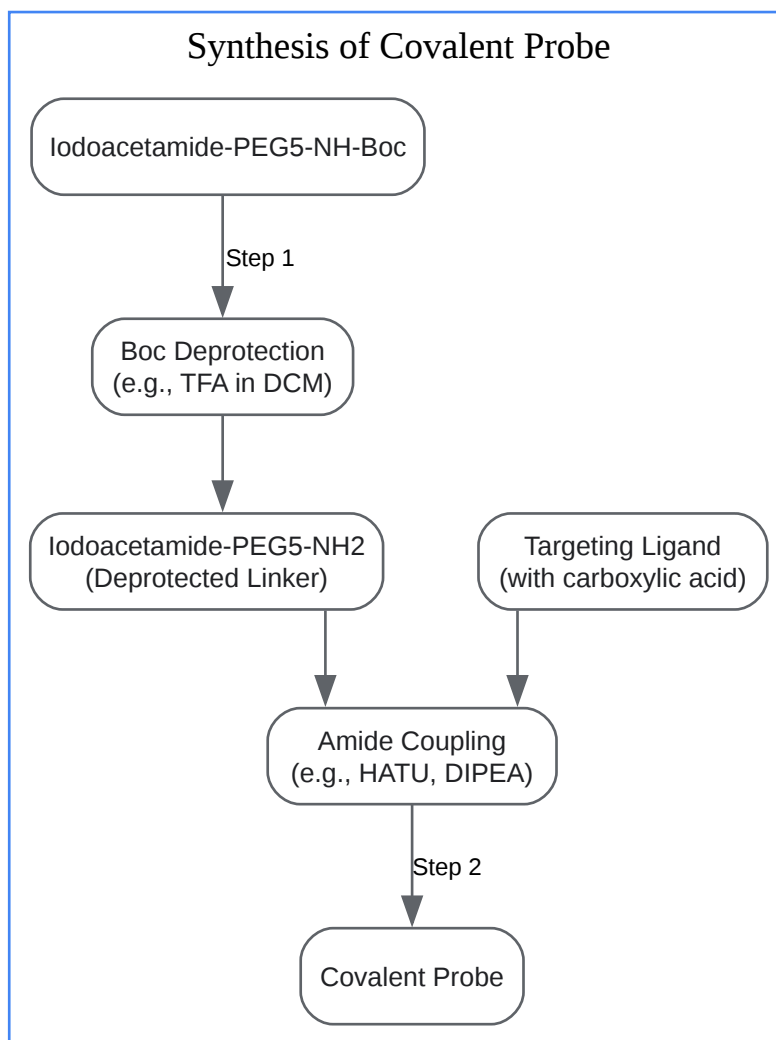 Synthesis of Covalent Probe
Iodoacetamide-PEG5-NH-Boc
Step 1
Boc Deprotection
(e.g., TFA in DCM)
Iodoacetamide-PEG5-NH2
(Deprotected Linker)
Targeting Ligand
(with carboxylic acid)
Amide Coupling
(e.g., HATU, DIPEA)
Step 2
Covalent Probe